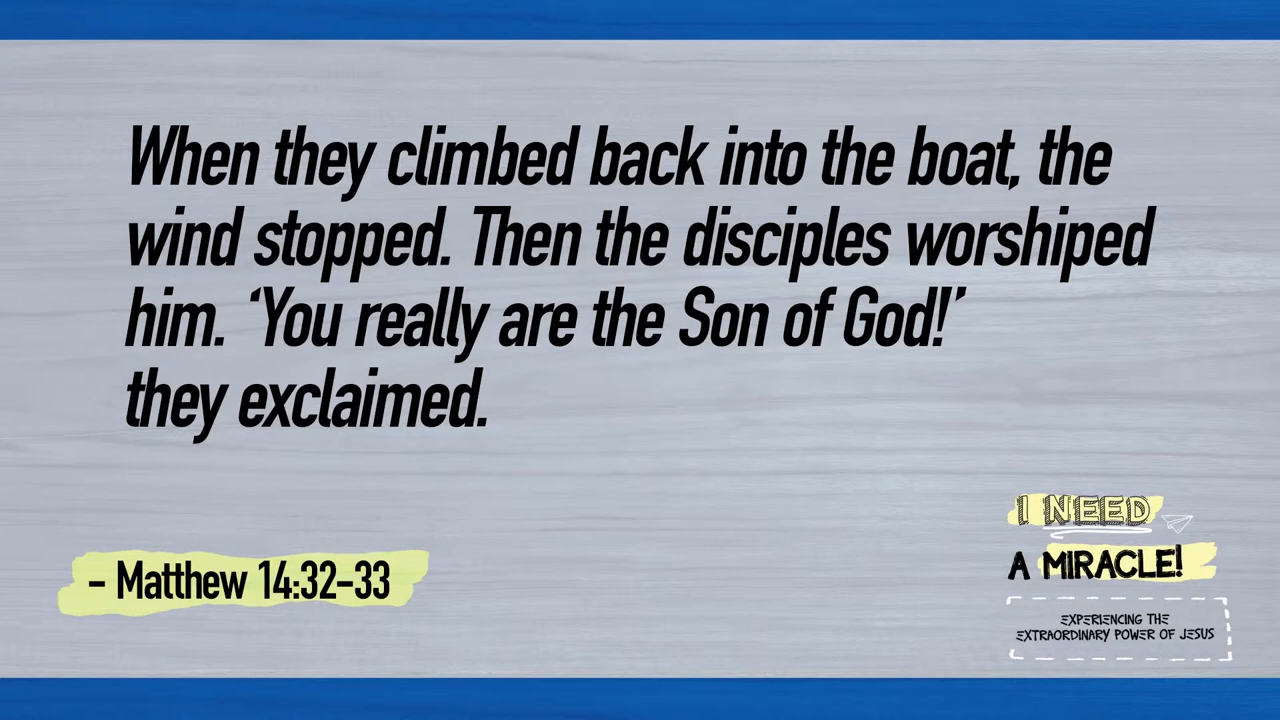 When they climbed back into the boat, the
wind stopped. Then the disciples worshiped
him. ‘You really are the Son of God!’
they exclaimed.
– Matthew 14:32–33
I NEED
A MIRACLE!
EXPERIENCING THE
EXTRAORDINARY POWER OF JESUS